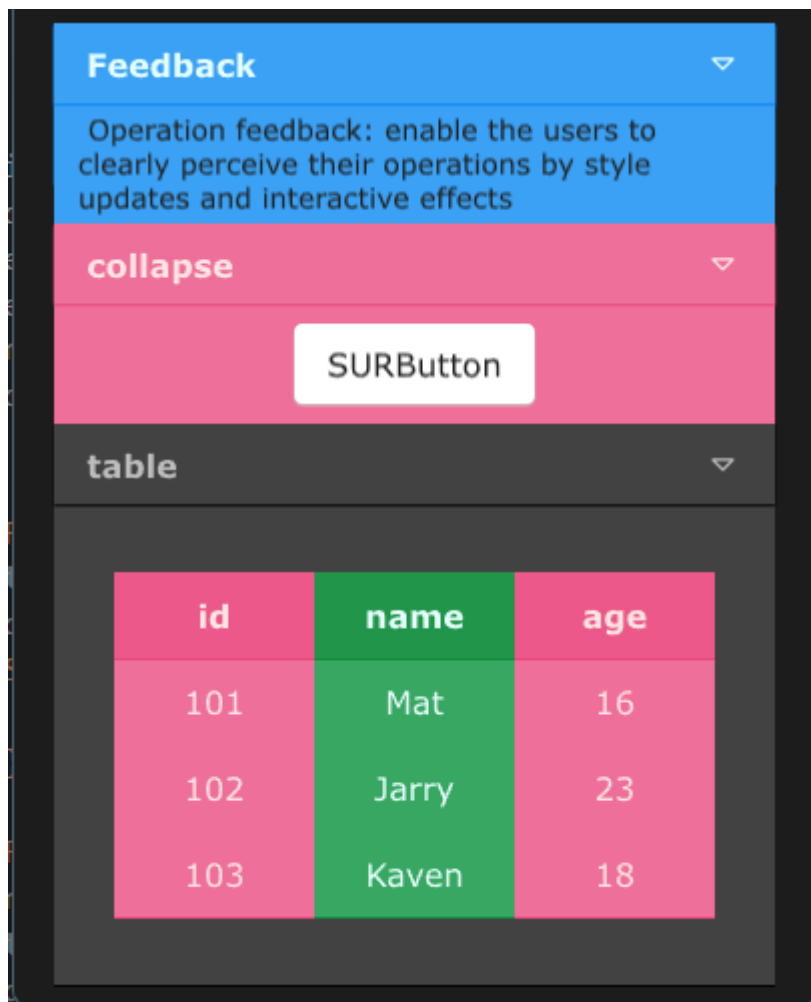 Feedback
Operation feedback: enable the users to
clearly perceive their operations by style
updates and interactive effects
collapse
SURButton
table
id name age
101 Mat 16
102 Jarry 23
103 Kaven 18